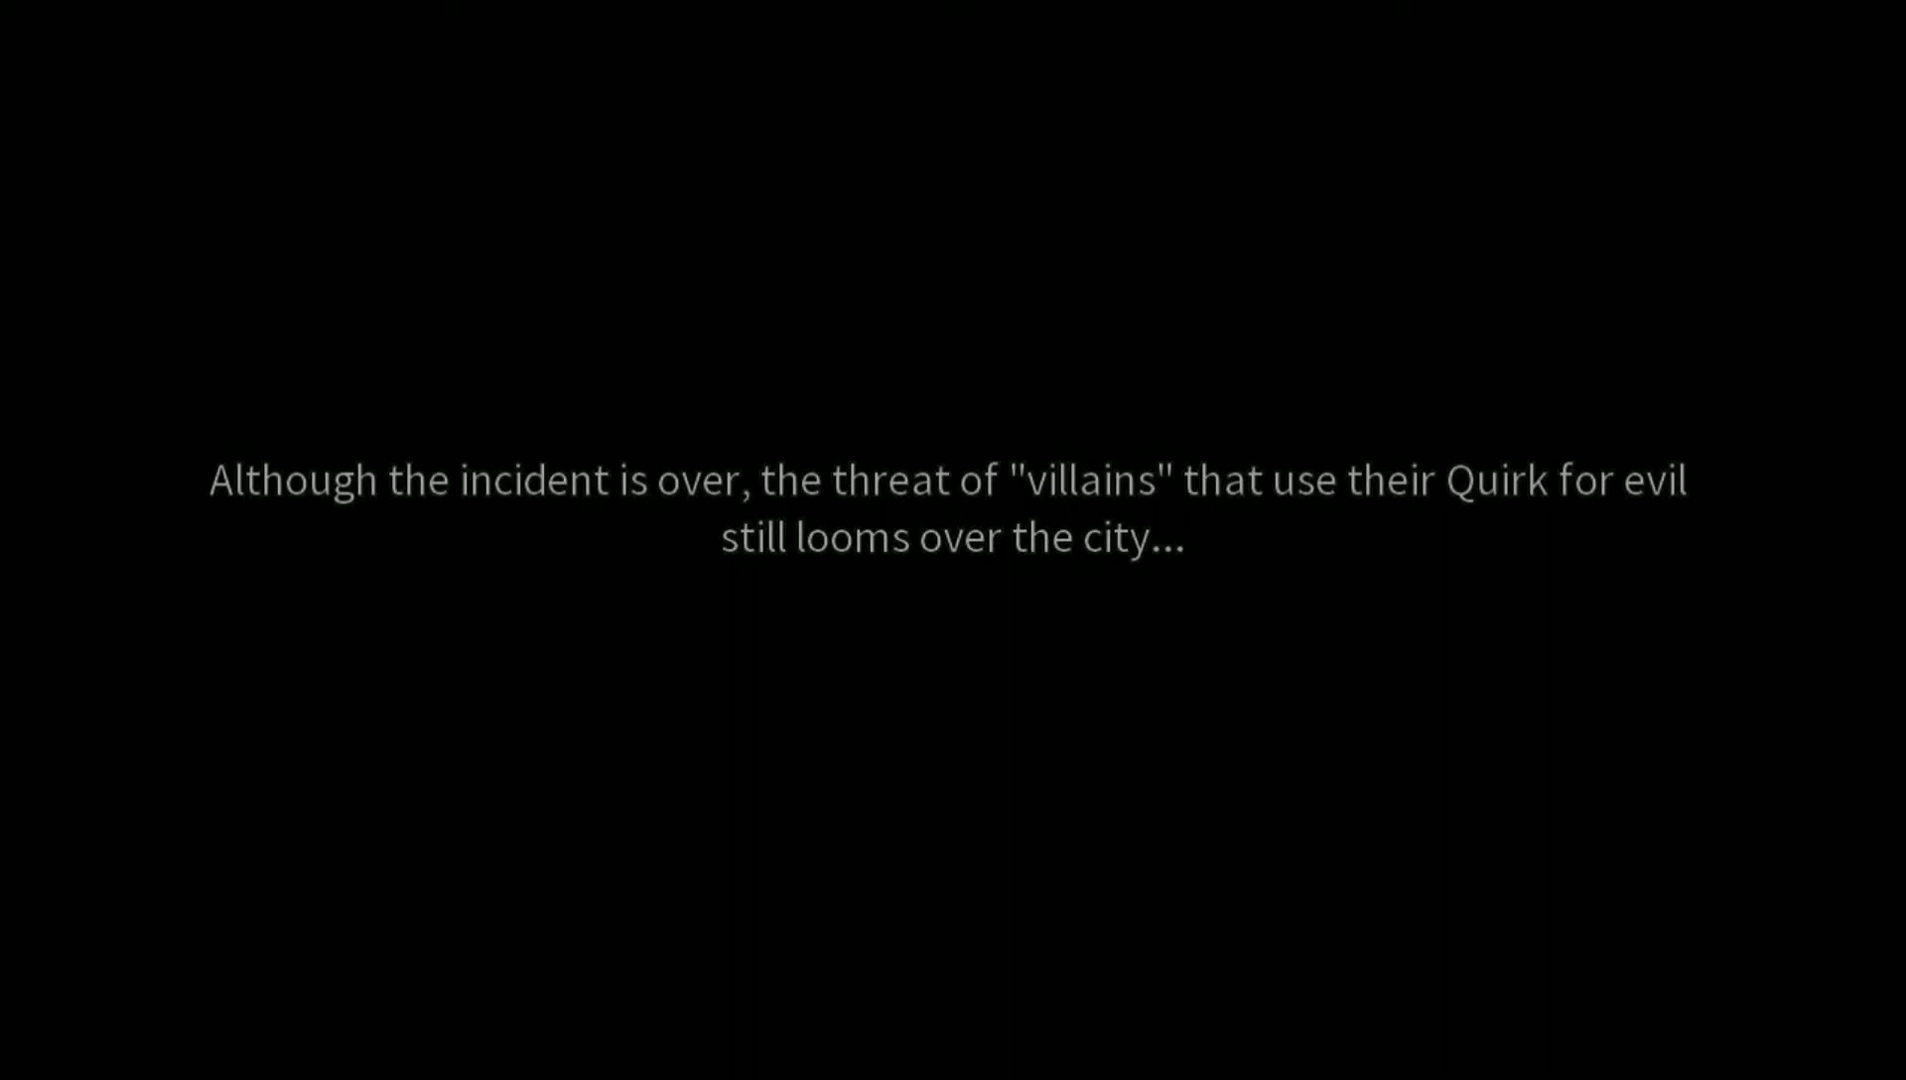 Although the incident is over, the threat of "villains" that use their Quirk for evil
still looms over the city...